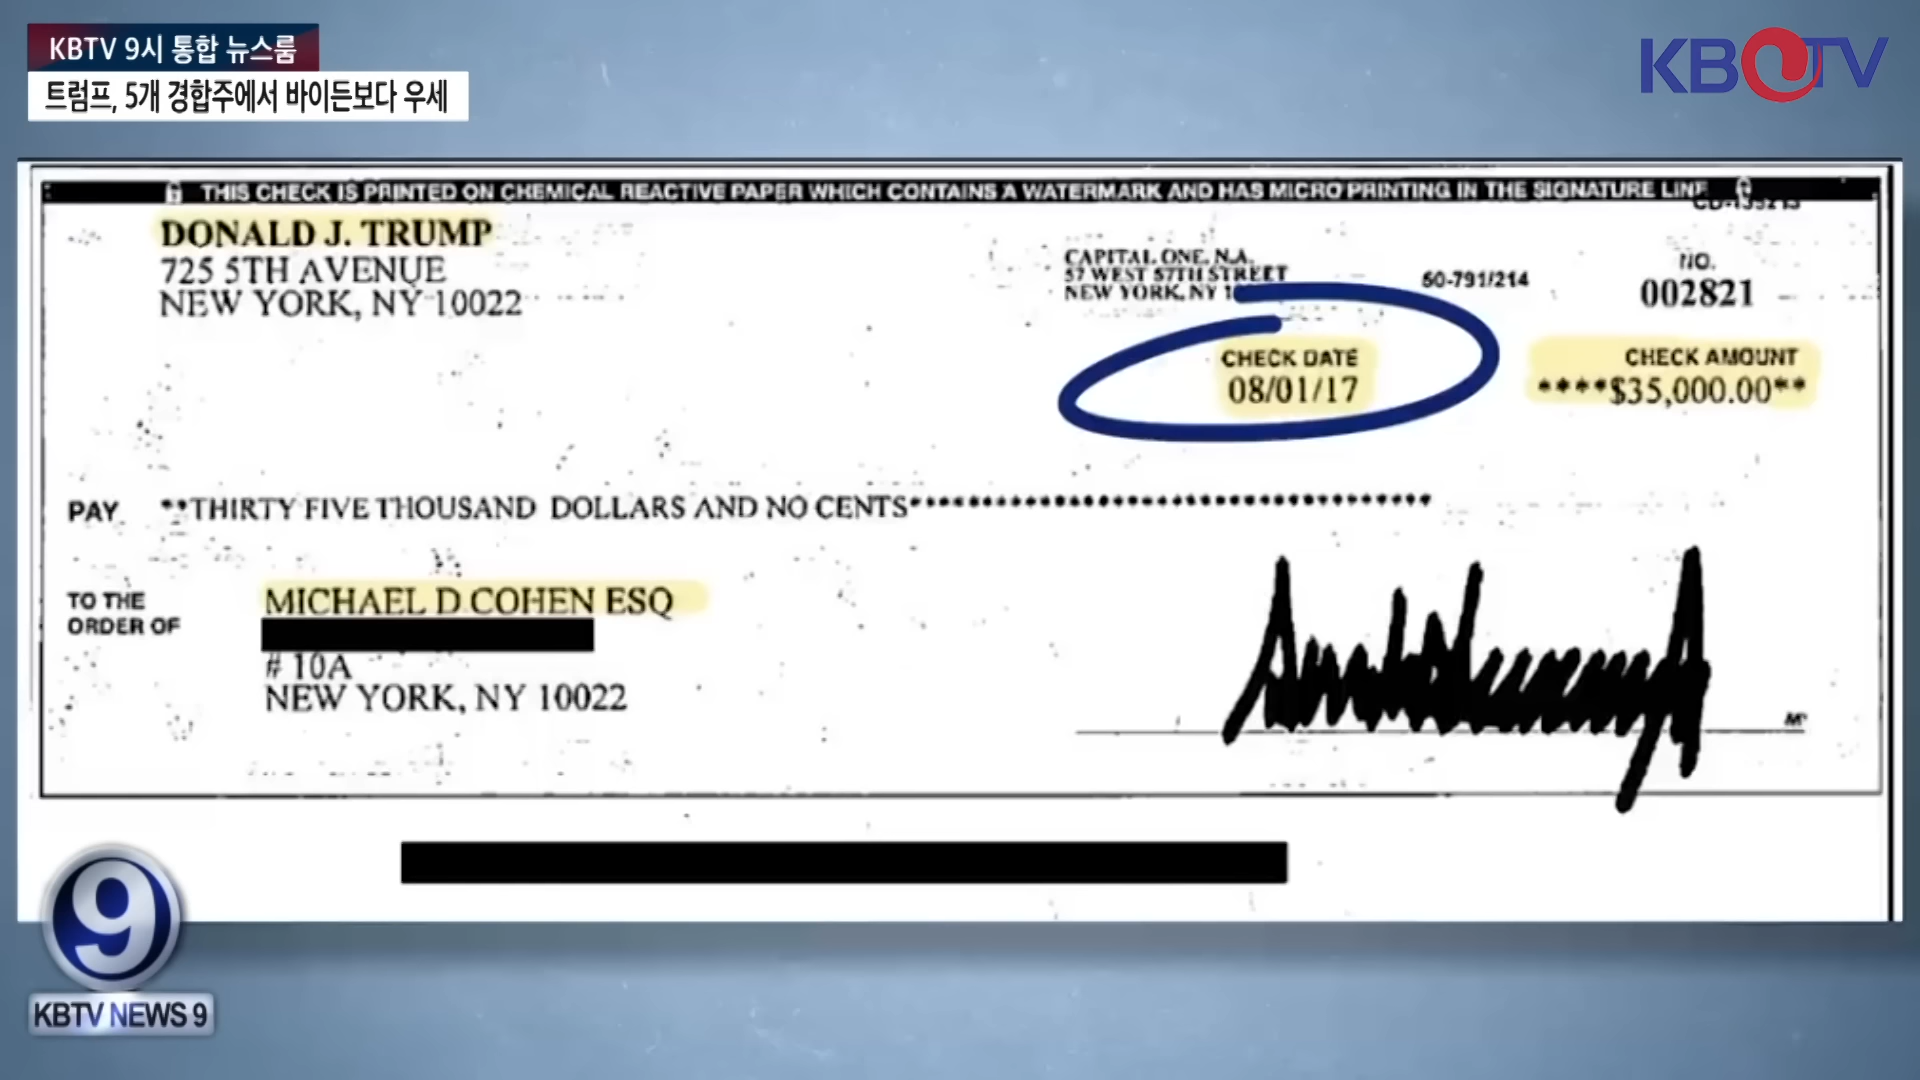 KBTV 9시 통합 뉴스룸
트럼프, 5개 경합주에서 바이든보다 우세
KBTV
THIS CHECK IS PRINTED ON CHEMICAL REACTIVE PAPER WHICH CONTAINS A WATERMARK AND HAS MICRO PRINTING IN THE SIGNATURE LINE
DONALD J. TRUMP
725 5TH AVENUE
NEW YORK, NY 10022
CAPITAL ONE, N.A.
57 WEST 57TH STREET
NEW YORK, NY
60-791/214
NO.
002821
CHECK DATE
08/01/17
CHECK AMOUNT
****$35,000.00**
PAY **THIRTY FIVE THOUSAND DOLLARS AND NO CENTS
TO THE
ORDER OF
MICHAEL D COHEN ESQ
# 10A
NEW YORK, NY 10022
9
KBTV NEWS 9